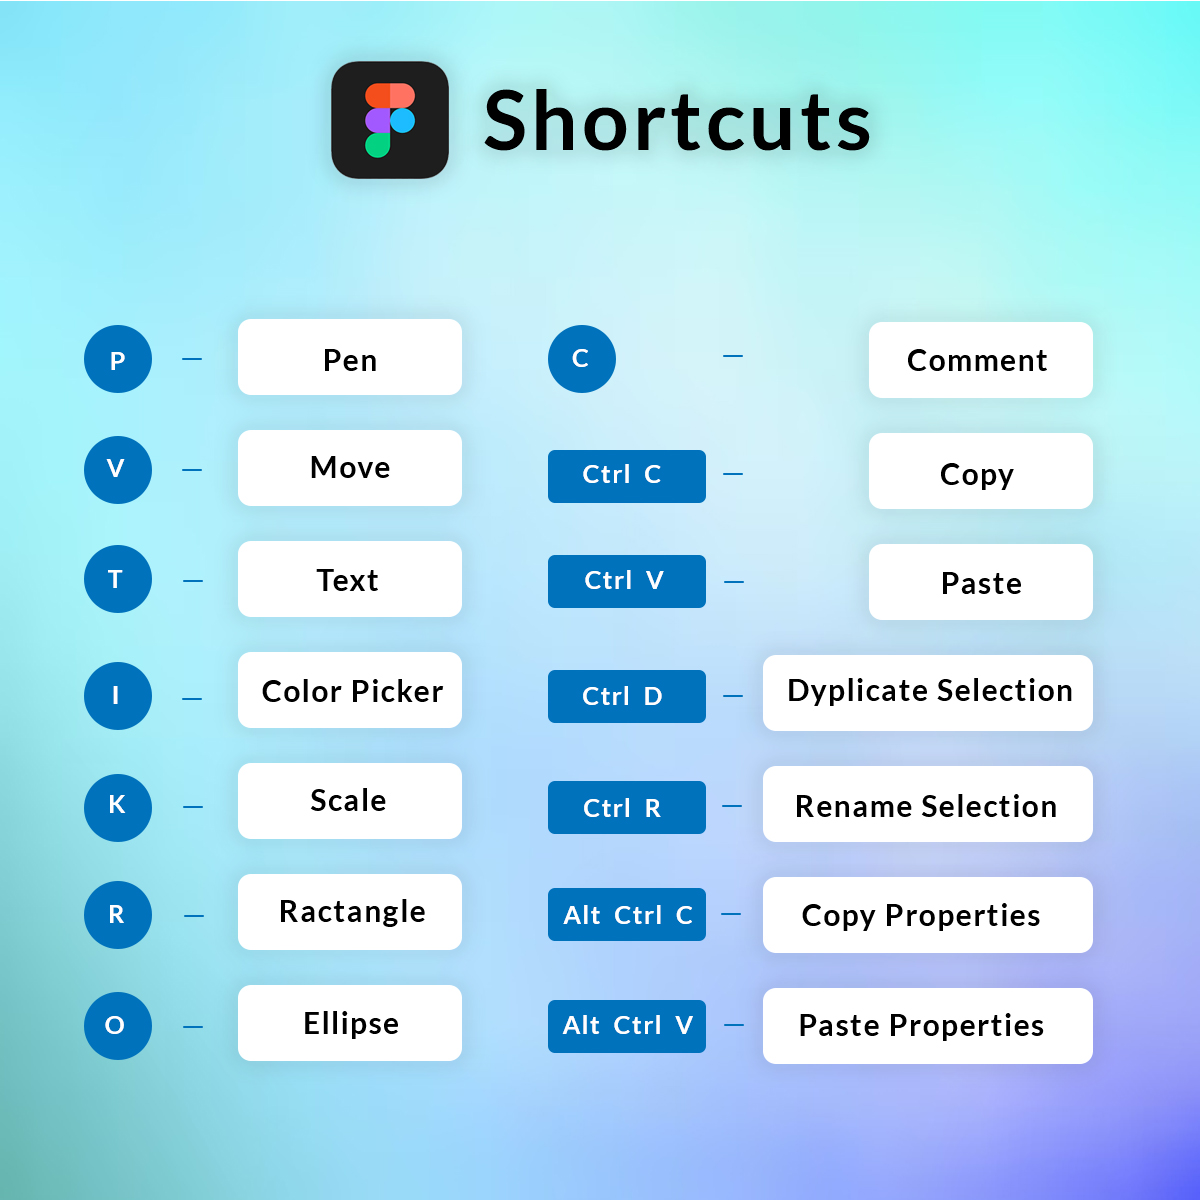 Shortcuts
P – Pen
V – Move
T – Text
I – Color Picker
K – Scale
R – Ractangle
O – Ellipse
C – Comment
Ctrl C – Copy
Ctrl V – Paste
Ctrl D – Dyplicate Selection
Ctrl R – Rename Selection
Alt Ctrl C – Copy Properties
Alt Ctrl V – Paste Properties